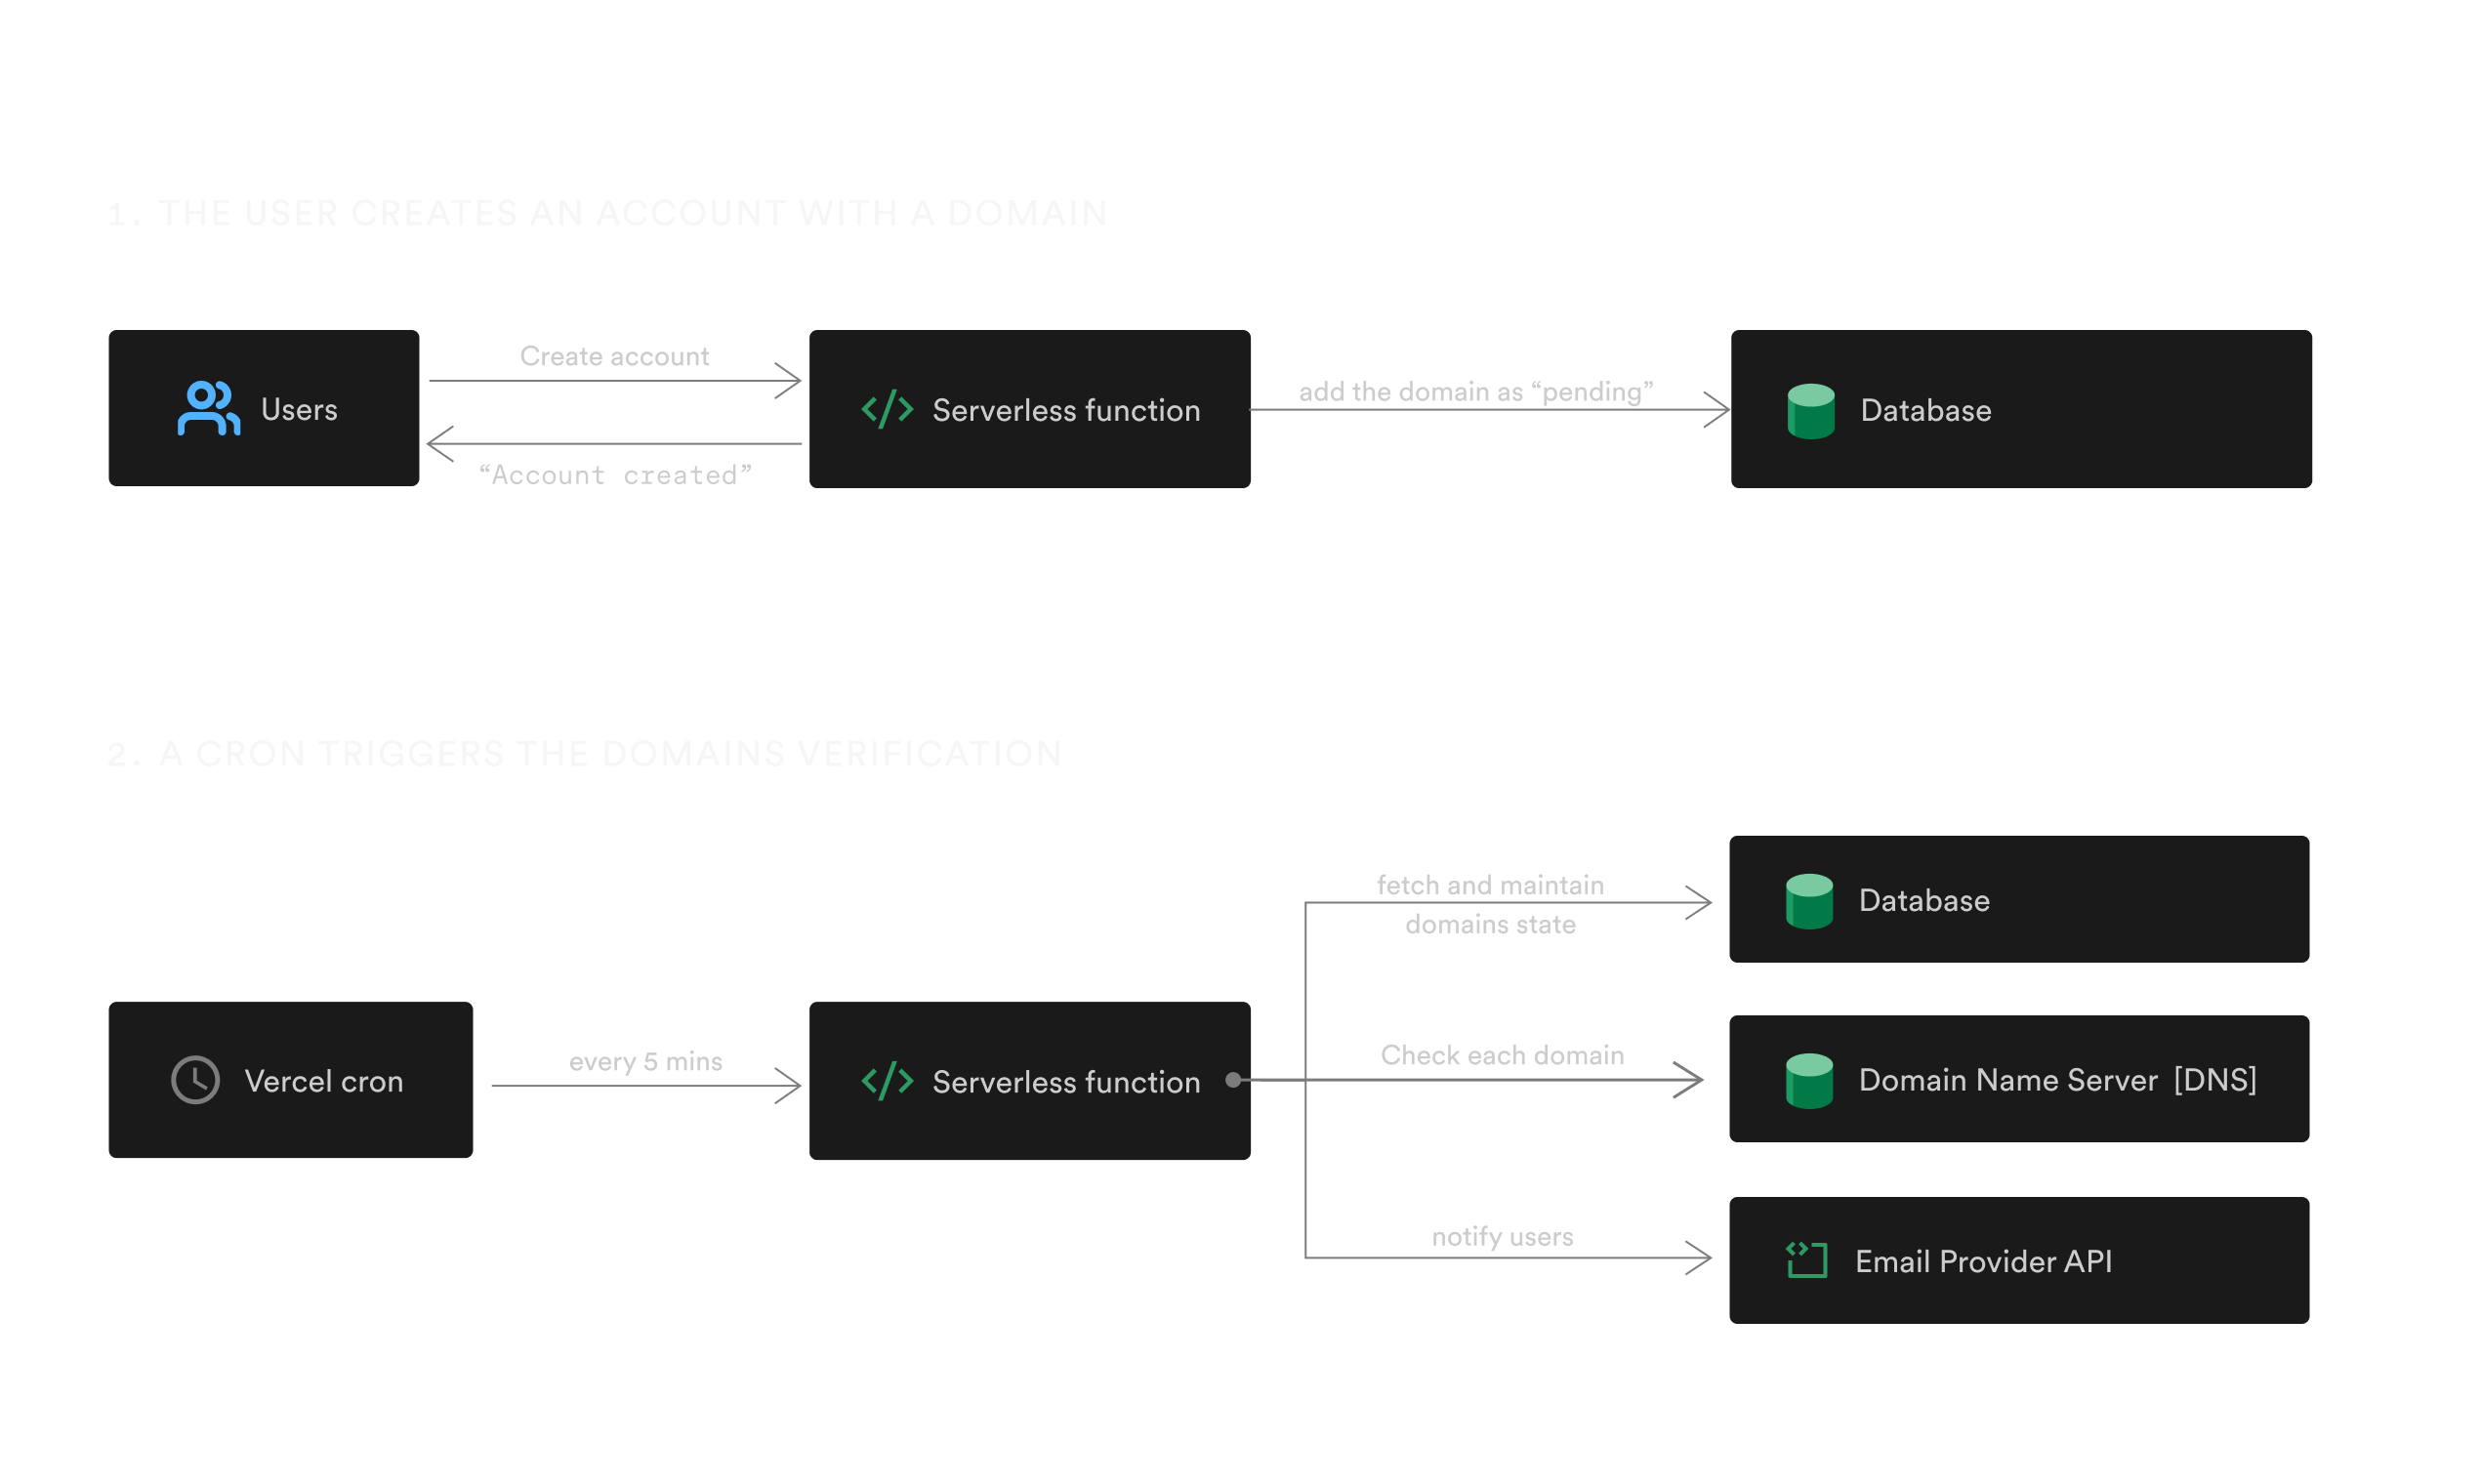 1. THE USER CREATES AN ACCOUNT WITH A DOMAIN
Users
Create account
“Account created”
Serverless function
add the domain as “pending”
Database
2. A CRON TRIGGERS THE DOMAINS VERIFICATION
Vercel cron
every 5 mins
Serverless function
fetch and maintain
domains state
Database
Check each domain
Domain Name Server [DNS]
notify users
Email Provider API